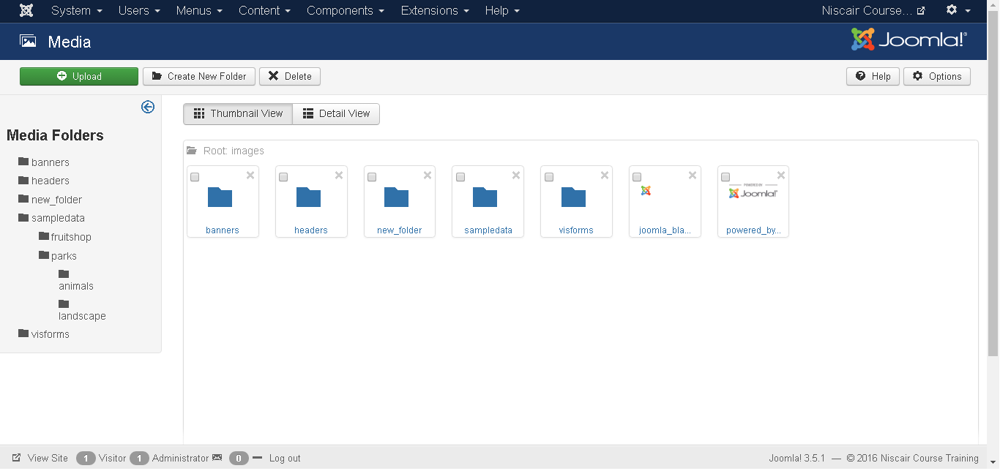 System Users Menus Content Components Extensions Help Niscair Course...
Media Joomla!®
Upload Create New Folder Delete Help Options
Thumbnail View Detail View
Media Folders
banners
headers
new_folder
sampledata
fruitshop
parks
animals
landscape
visforms
Root: images
banners headers new_folder sampledata visforms joomla_bla... powered_by...
POWERED BY
Joomla!
View Site 1 Visitor 1 Administrator 0 Log out Joomla! 3.5.1 — © 2016 Niscair Course Training